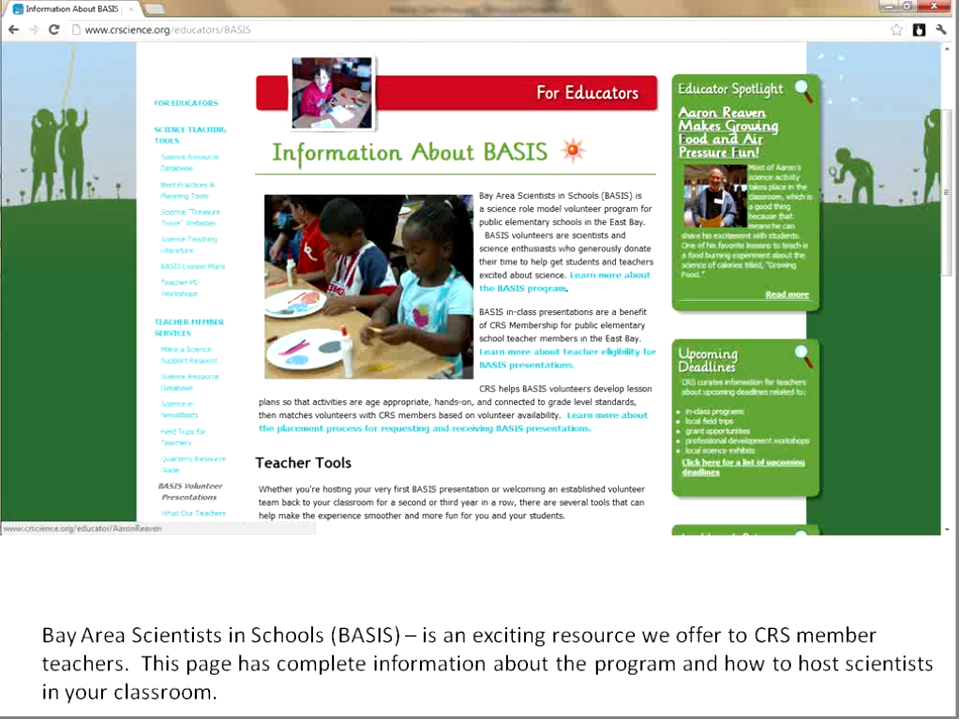 Information About BASIS
www.crscience.org/educators/BASIS
FOR EDUCATORS
SCIENCE TEACHING
TOOLS
Science Resource
Database
Best Practices &
Planning Tools
Science "Treasure
Trove" Websites
Science Teaching
Literature
BASIS Lesson Plans
Teacher PD
Workshops
TEACHER MEMBER
SERVICES
Make a Science
Support Request
Science Resource
Database
Science e-
NewsBlasts
Field Trips for
Teachers
Quarterly Resource
Guide
BASIS Volunteer
Presentations
What Our Teachers
For Educators
Information About BASIS
Bay Area Scientists in Schools (BASIS) is
a science role model volunteer program for
public elementary schools in the East Bay.
BASIS volunteers are scientists and
science enthusiasts who generously donate
their time to help get students and teachers
excited about science. Learn more about
the BASIS program.
BASIS in-class presentations are a benefit
of CRS Membership for public elementary
school teacher members in the East Bay.
Learn more about teacher eligibility for
BASIS presentations.
CRS helps BASIS volunteers develop lesson
plans so that activities are age appropriate, hands-on, and connected to grade level standards,
then matches volunteers with CRS members based on volunteer availability. Learn more about
the placement process for requesting and receiving BASIS presentations.
Teacher Tools
Whether you're hosting your very first BASIS presentation or welcoming an established volunteer
team back to your classroom for a second or third year in a row, there are several tools that can
help make the experience smoother and more fun for you and your students.
Educator Spotlight
Aaron Reaven
Makes Growing
Food and Air
Pressure Fun!
Most of Aaron's
science activity
takes place in the
classroom, which is
a good thing
because that
means he can
share his excitement with students.
One of his favorite lessons to teach is
a food burning experiment about the
science of calories titled, "Growing
Food."
Read more
Upcoming
Deadlines
CRS curates information for teachers
about upcoming deadlines related to:
in-class programs
local field trips
grant opportunities
professional development workshops
local science exhibits
Click here for a list of upcoming
deadlines
www.crscience.org/educator/AaronReaven
Bay Area Scientists in Schools (BASIS) – is an exciting resource we offer to CRS member
teachers. This page has complete information about the program and how to host scientists
in your classroom.